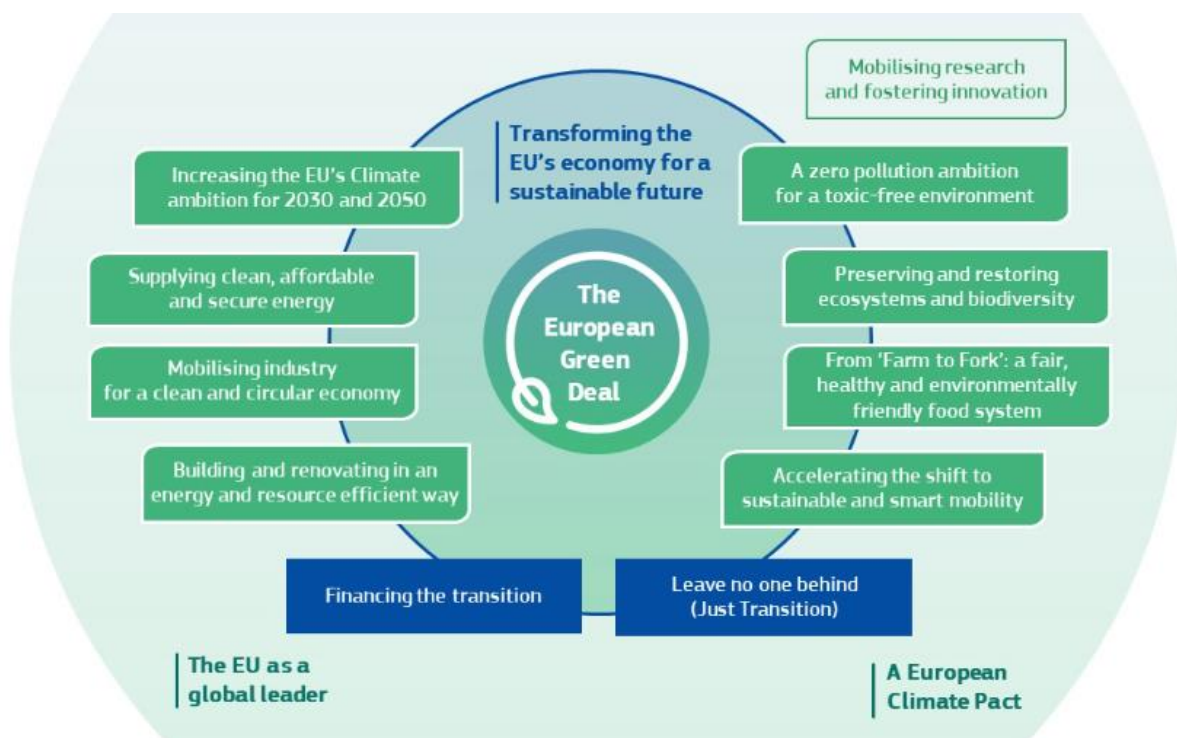 Mobilising research
and fostering innovation
Transforming the
EU's economy for a
sustainable future
Increasing the EU's Climate
ambition for 2030 and 2050
A zero pollution ambition
for a toxic-free environment
Supplying clean, affordable
and secure energy
Preserving and restoring
ecosystems and biodiversity
The
European
Green
Deal
Mobilising industry
for a clean and circular economy
From 'Farm to Fork': a fair,
healthy and environmentally
friendly food system
Building and renovating in an
energy and resource efficient way
Accelerating the shift to
sustainable and smart mobility
Financing the transition
Leave no one behind
(Just Transition)
The EU as a
global leader
A European
Climate Pact